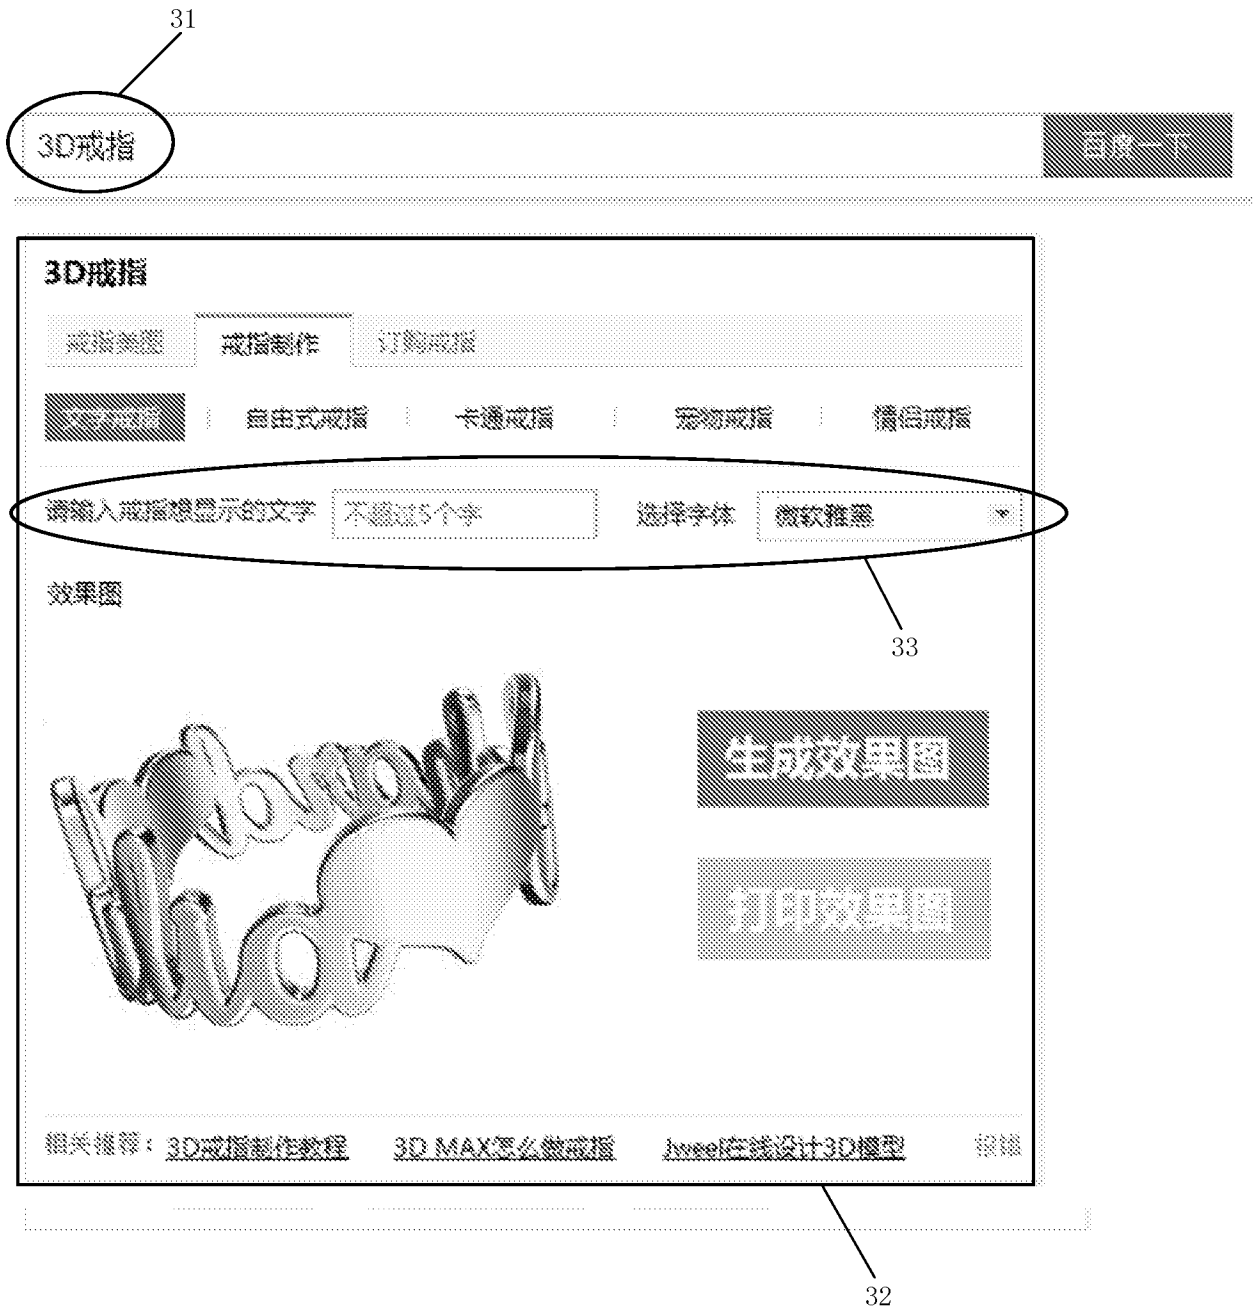 31
3D戒指 百度一下
3D戒指
戒指美图 戒指制作 订购戒指
文字戒指 自由式戒指 卡通戒指 宠物戒指 情侣戒指
请输入戒指想显示的文字 不超过5个字 选择字体 微软雅黑
效果图
33
生成效果图
打印效果图
相关推荐: 3D戒指制作教程 3D MAX怎么做戒指 Jweel在线设计3D模型 报错
32